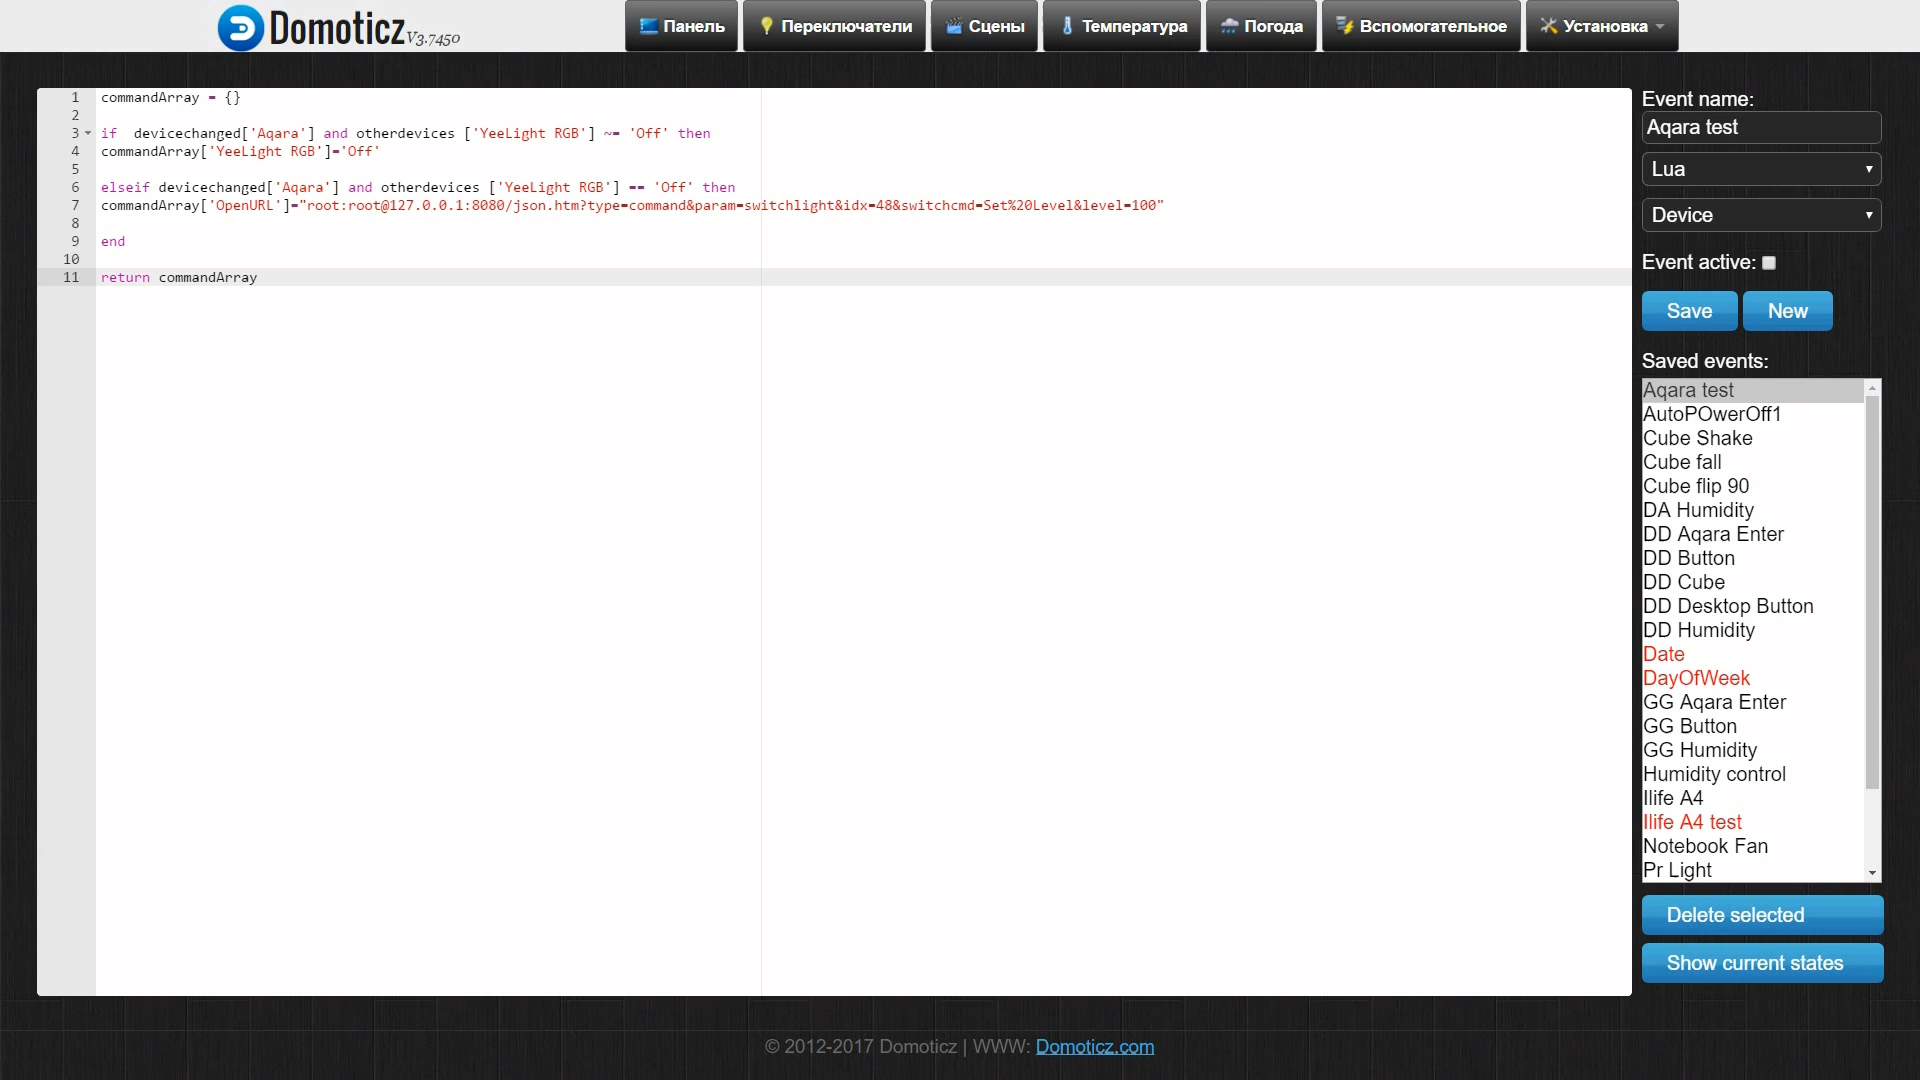 Domoticz V3.7450
Панель
Переключатели
Сцены
Температура
Погода
Вспомогательное
Установка
1 commandArray = {}
2
3 if  devicechanged['Aqara'] and otherdevices ['YeeLight RGB'] ~= 'Off' then
4 commandArray['YeeLight RGB']='Off'
5
6 elseif devicechanged['Aqara'] and otherdevices ['YeeLight RGB'] == 'Off' then
7 commandArray['OpenURL']="root:root@127.0.0.1:8080/json.htm?type=command&param=switchlight&idx=48&switchcmd=Set%20Level&level=100"
8
9 end
10
11 return commandArray
Event name:
Aqara test
Lua
Device
Event active:
Save
New
Saved events:
Aqara test
AutoPOwerOff1
Cube Shake
Cube fall
Cube flip 90
DA Humidity
DD Aqara Enter
DD Button
DD Cube
DD Desktop Button
DD Humidity
Date
DayOfWeek
GG Aqara Enter
GG Button
GG Humidity
Humidity control
Ilife A4
Ilife A4 test
Notebook Fan
Pr Light
Delete selected
Show current states
© 2012-2017 Domoticz | WWW: Domoticz.com